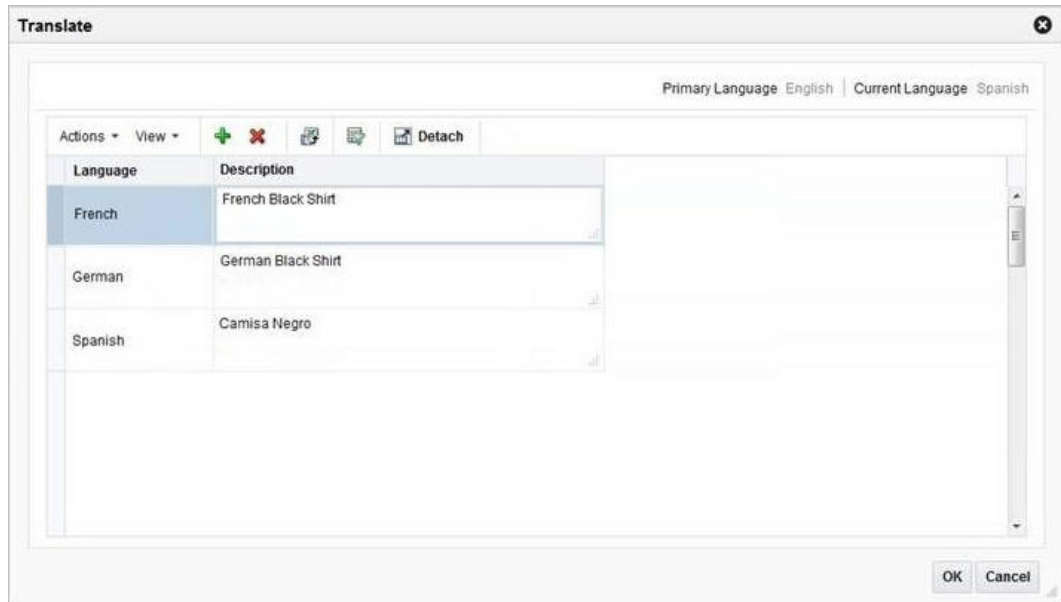 Translate
Primary Language English Current Language Spanish
Actions View Detach
Language Description
French French Black Shirt
German German Black Shirt
Spanish Camisa Negro
OK Cancel